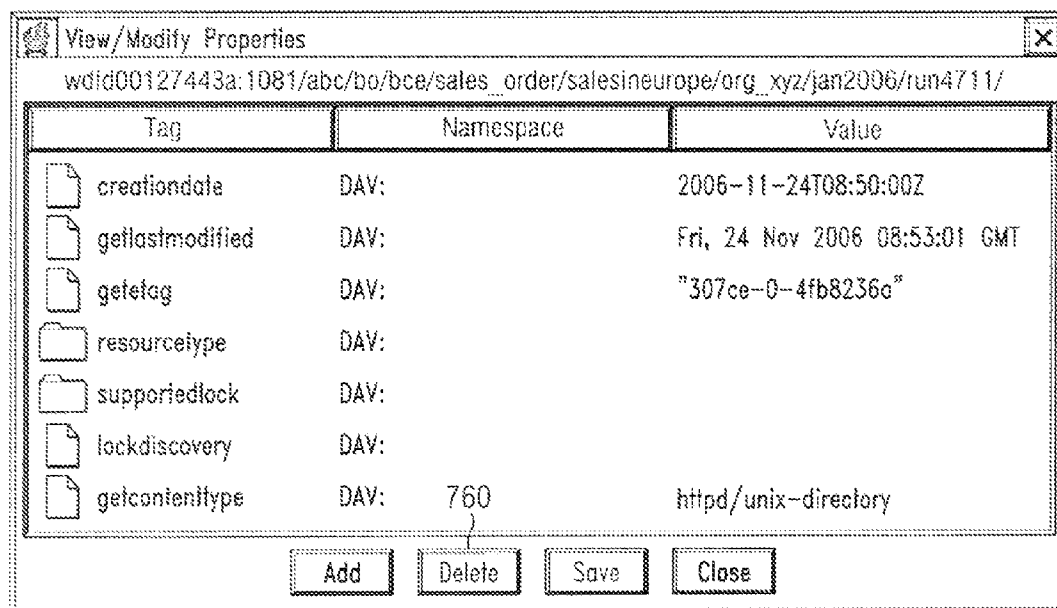 View/Modify Properties
wdfd00127443a:1081/abc/bo/bce/sales_order/salesineurope/org_xyz/jan2006/run4711/
Tag Namespace Value
creationdate DAV: 2006-11-24T08:50:00Z
getlastmodified DAV: Fri, 24 Nov 2006 08:53:01 GMT
getetag DAV: "307ce-0-4fb8236a"
resourcetype DAV:
supportedlock DAV:
lockdiscovery DAV:
getcontenttype DAV: httpd/unix-directory
760
Add Delete Save Close